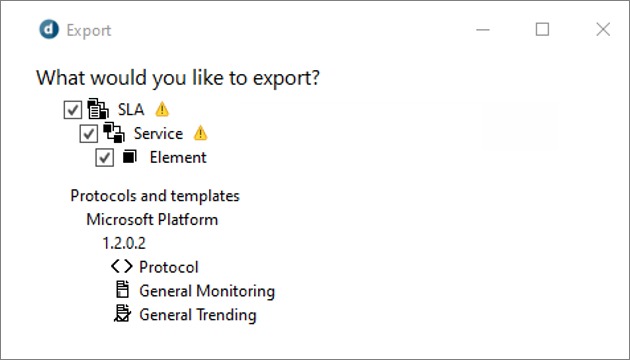 Export
What would you like to export?
SLA
Service
Element
Protocols and templates
Microsoft Platform
1.2.0.2
Protocol
General Monitoring
General Trending